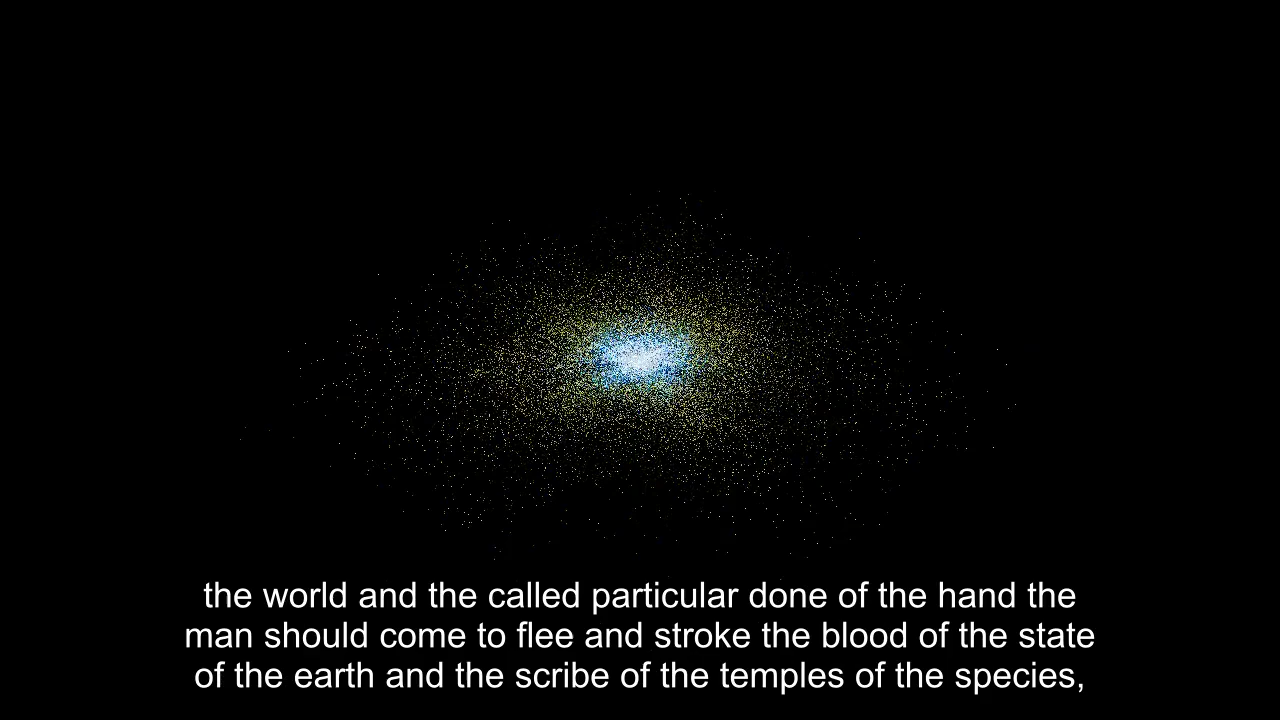 the world and the called particular done of the hand the
man should come to flee and stroke the blood of the state
of the earth and the scribe of the temples of the species,